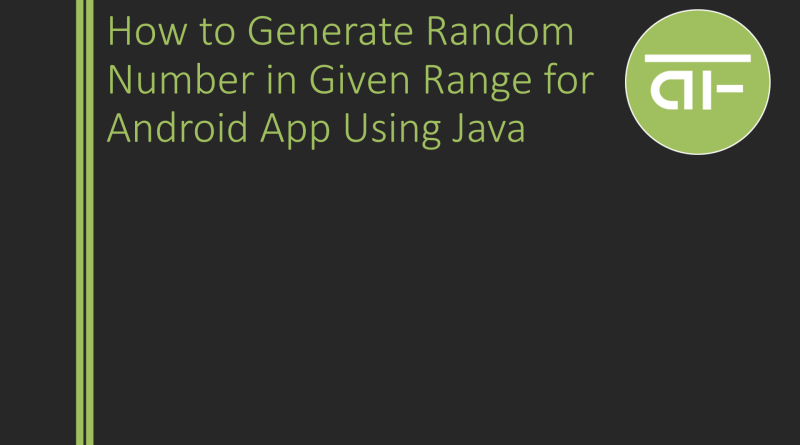 How to Generate Random
Number in Given Range for
Android App Using Java